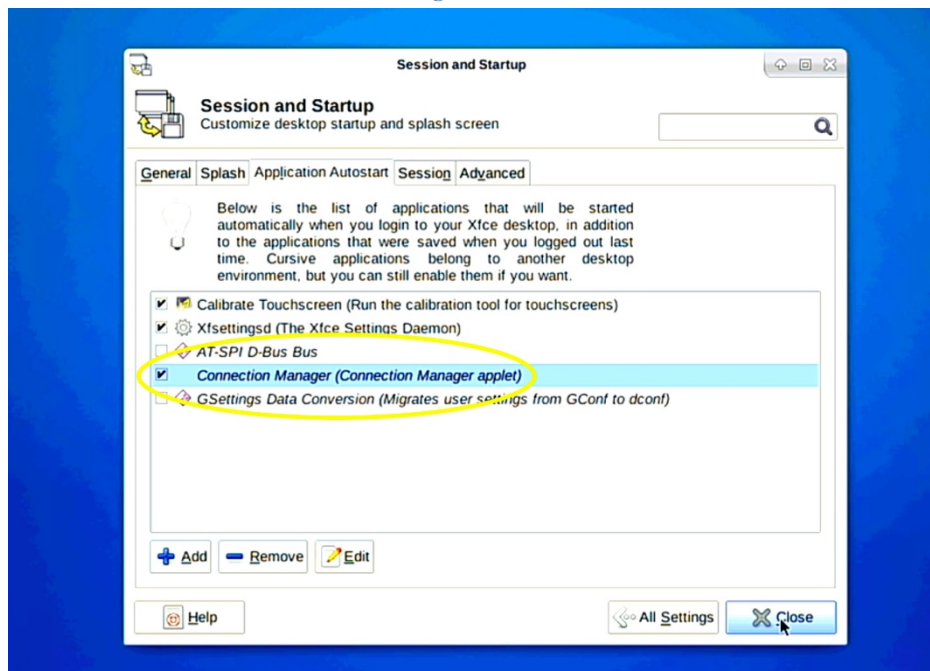 Session and Startup
Session and Startup
Customize desktop startup and splash screen
General Splash Application Autostart Session Advanced
Below is the list of applications that will be started
automatically when you login to your Xfce desktop, in addition
to the applications that were saved when you logged out last
time. Cursive applications belong to another desktop
environment, but you can still enable them if you want.
Calibrate Touchscreen (Run the calibration tool for touchscreens)
Xfsettingsd (The Xfce Settings Daemon)
AT-SPI D-Bus Bus
Connection Manager (Connection Manager applet)
GSettings Data Conversion (Migrates user settings from GConf to dconf)
Add Remove Edit
Help All Settings Close